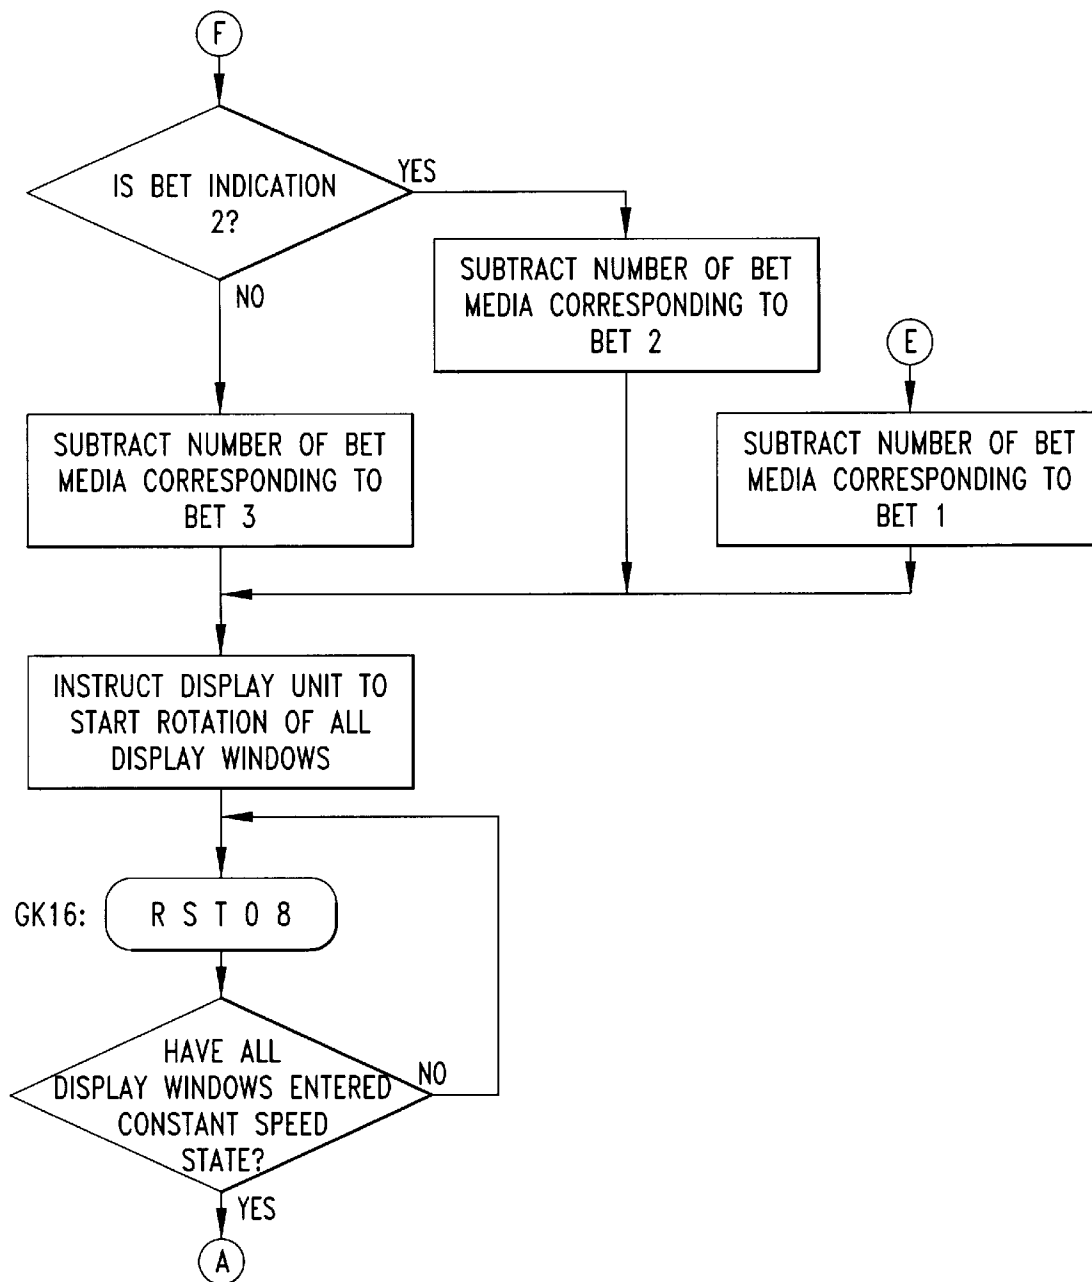 F
IS BET INDICATION
2?
YES
NO
SUBTRACT NUMBER OF BET
MEDIA CORRESPONDING TO
BET 2
E
SUBTRACT NUMBER OF BET
MEDIA CORRESPONDING TO
BET 3
SUBTRACT NUMBER OF BET
MEDIA CORRESPONDING TO
BET 1
INSTRUCT DISPLAY UNIT TO
START ROTATION OF ALL
DISPLAY WINDOWS
GK16: R S T 0 8
HAVE ALL
DISPLAY WINDOWS ENTERED
CONSTANT SPEED
STATE?
NO
YES
A